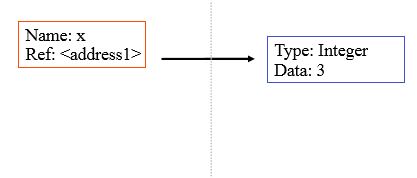 Name: x
Ref: <address1>
Type: Integer
Data: 3